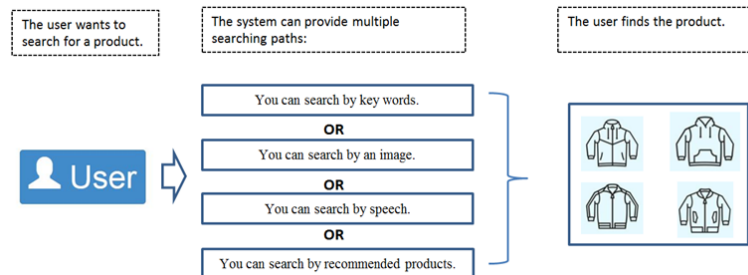 The user wants to
search for a product.
The system can provide multiple
searching paths:
The user finds the product.
You can search by key words.
OR
You can search by an image.
OR
You can search by speech.
OR
You can search by recommended products.
User